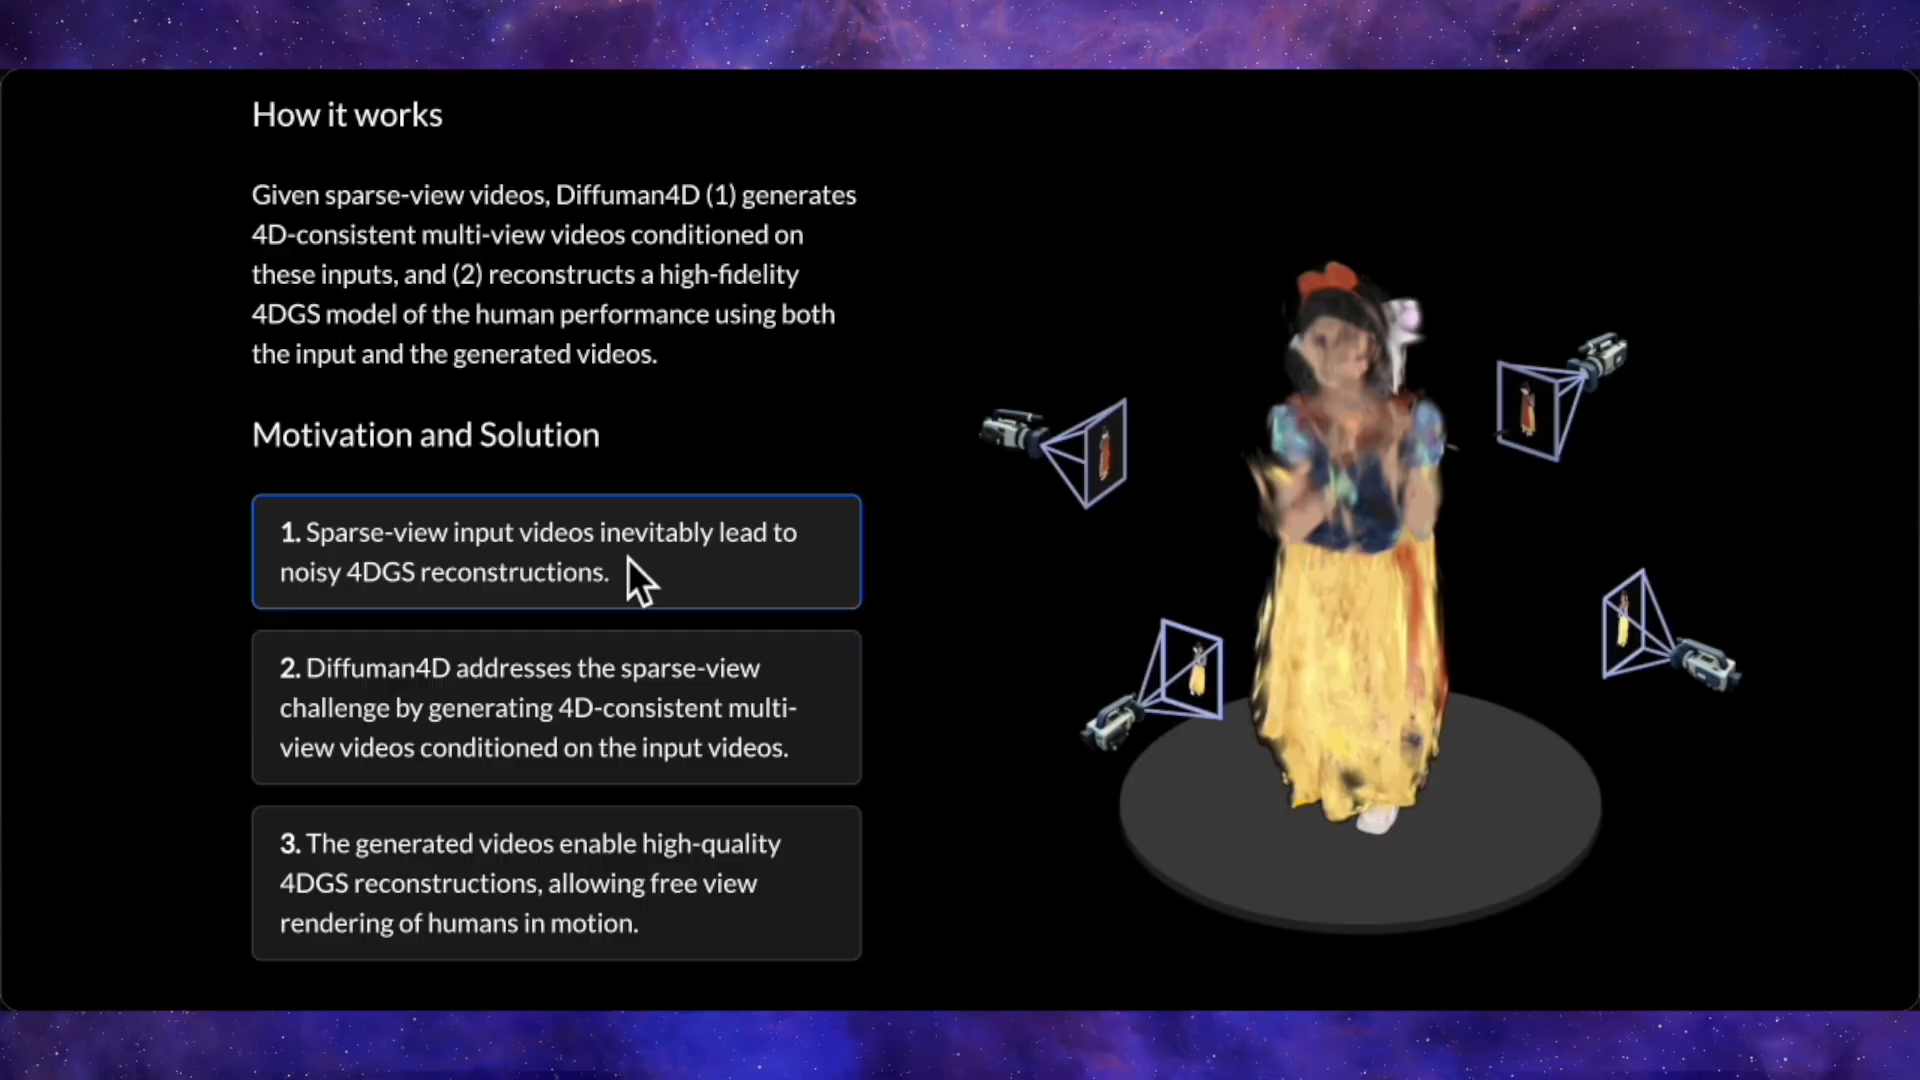 How it works
Given sparse-view videos, Diffuman4D (1) generates
4D-consistent multi-view videos conditioned on
these inputs, and (2) reconstructs a high-fidelity
4DGS model of the human performance using both
the input and the generated videos.
Motivation and Solution
1. Sparse-view input videos inevitably lead to
noisy 4DGS reconstructions.
2. Diffuman4D addresses the sparse-view
challenge by generating 4D-consistent multi-
view videos conditioned on the input videos.
3. The generated videos enable high-quality
4DGS reconstructions, allowing free view
rendering of humans in motion.